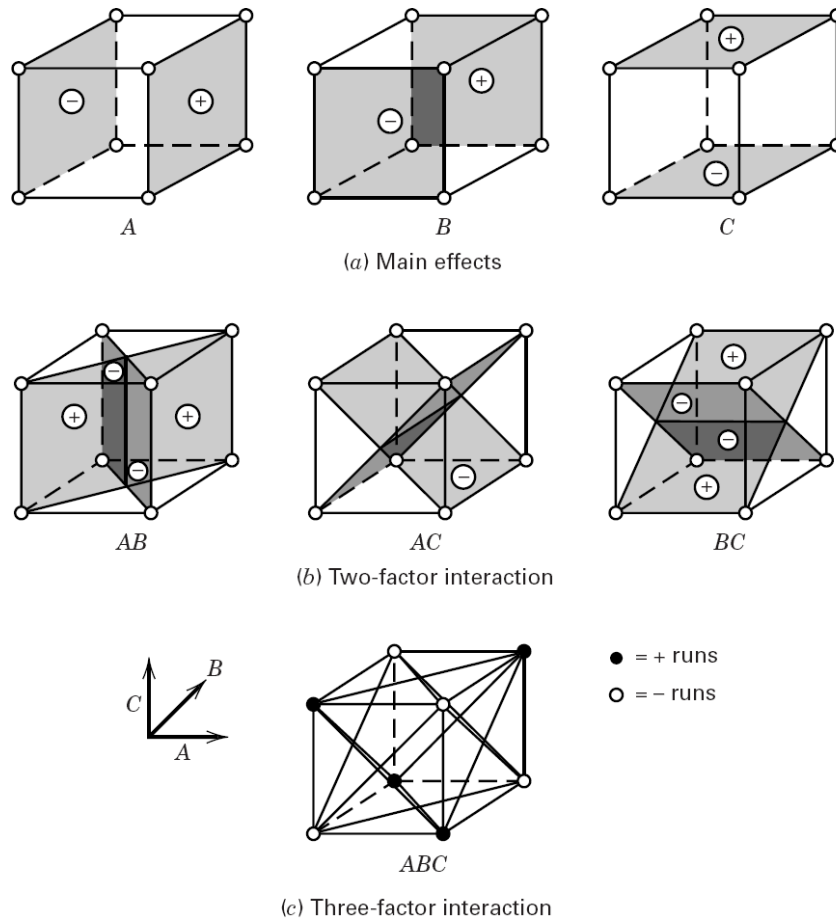 − + − + + −
A B C
(a) Main effects
− + + − − + − − +
AB AC BC
(b) Two-factor interaction
B
C
A
= + runs
= − runs
ABC
(c) Three-factor interaction